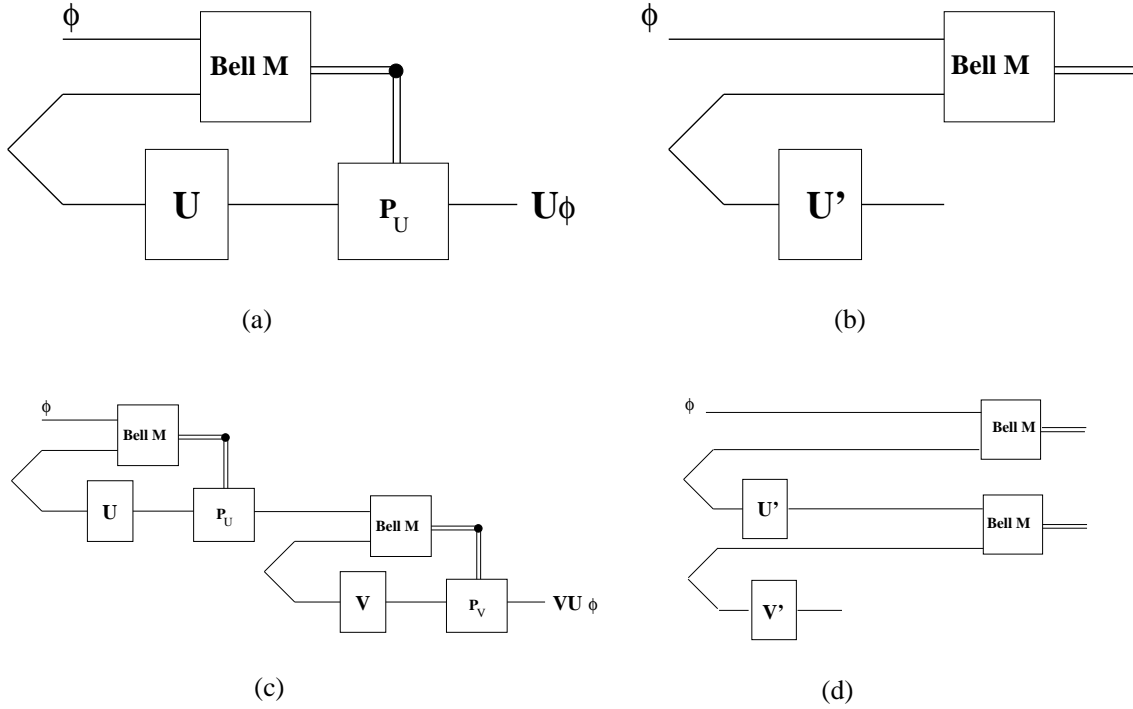 ϕ
Bell M
U
P_U
Uϕ
(a)
ϕ
Bell M
U’
(b)
ϕ
Bell M
U
P_U
Bell M
V
P_V
VU ϕ
(c)
ϕ
Bell M
U’
Bell M
V’
(d)